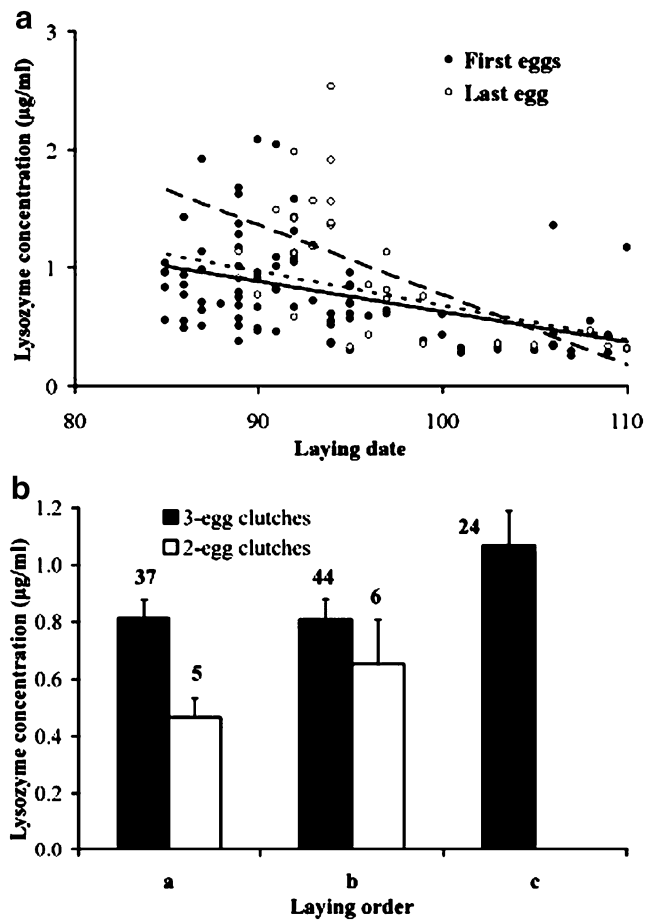 a
3
2
1
0
Lysozyme concentration (µg/ml)
First eggs
Last egg
80
90
100
110
Laying date
b
1.2
1.0
0.8
0.6
0.4
0.2
0.0
Lysozyme concentration (µg/ml)
3-egg clutches
2-egg clutches
37
5
44
6
24
a
b
c
Laying order